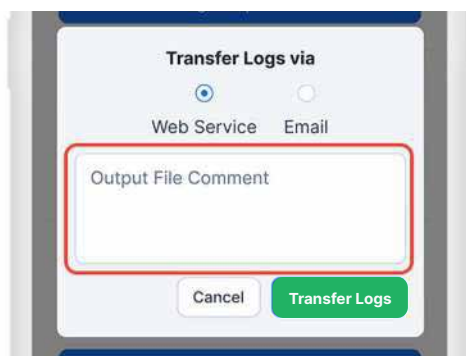 Transfer Logs via
Web Service Email
Output File Comment
Cancel Transfer Logs